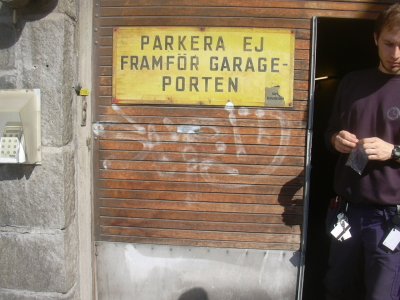 PARKERA EJ
FRAMFÖR GARAGE-
PORTEN